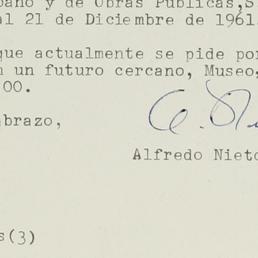 bano y de Obras Públicas,S
al 21 de Diciembre de 1961
que actualmente se pide por
n un futuro cercano, Museo,
00.
brazo,
Alfredo Nieto
s(3)